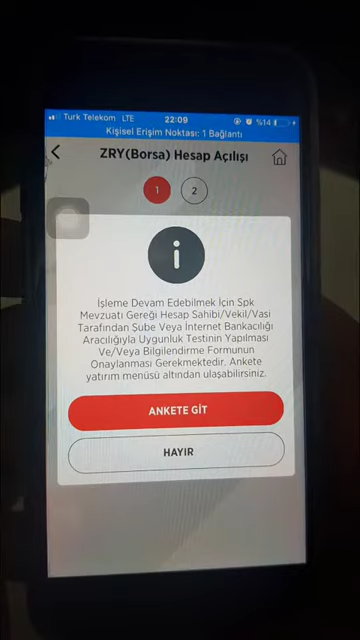 Turk Telekom LTE 22:09 %14
Kişisel Erişim Noktası: 1 Bağlantı
ZRY(Borsa) Hesap Açılışı
1 2
İşleme Devam Edebilmek İçin Spk
Mevzuatı Gereği Hesap Sahibi/Vekil/Vasi
Tarafından Şube Veya İnternet Bankacılığı
Aracılığıyla Uygunluk Testinin Yapılması
Ve/Veya Bilgilendirme Formunun
Onaylanması Gerekmektedir. Ankete
yatırım menüsü altından ulaşabilirsiniz.
ANKETE GİT
HAYIR